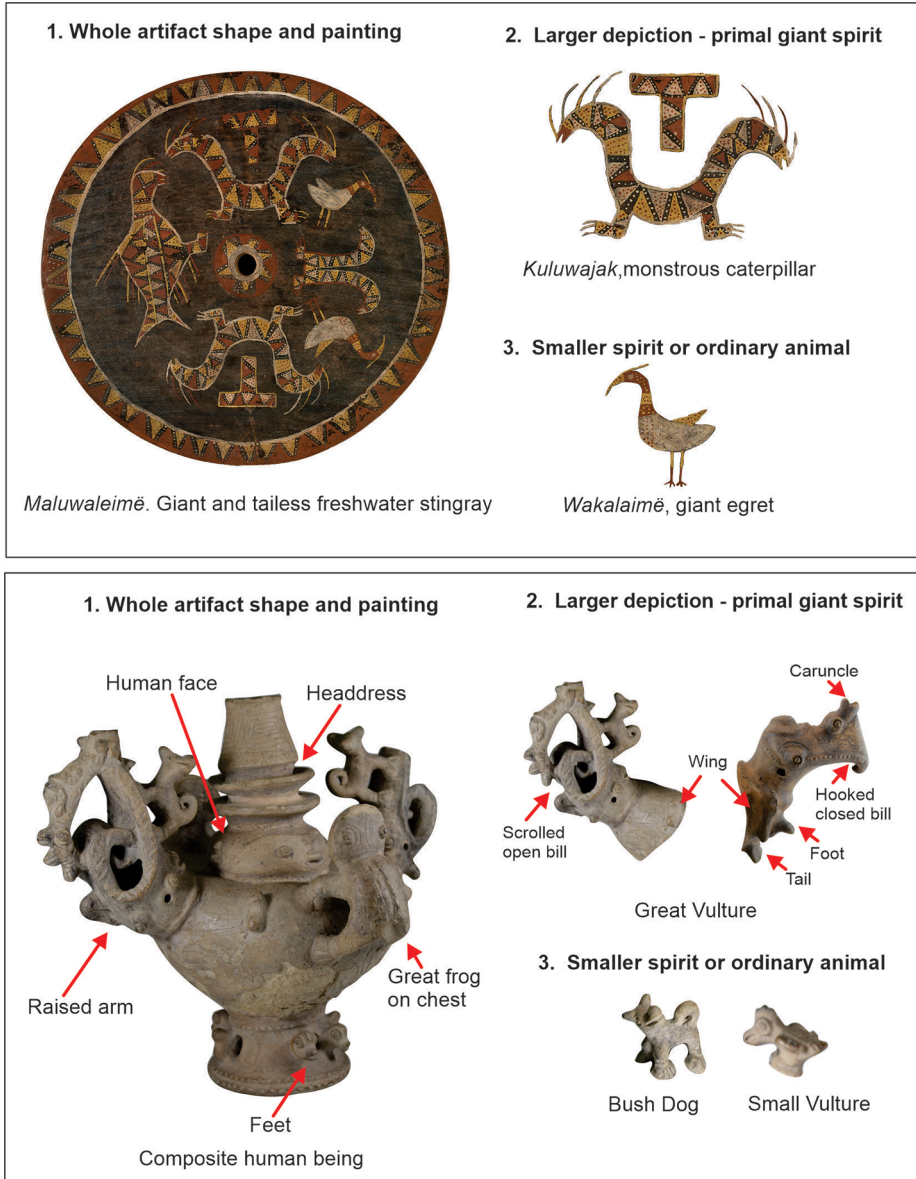 1. Whole artifact shape and painting
2. Larger depiction - primal giant spirit
Kuluwajak,monstrous caterpillar
3. Smaller spirit or ordinary animal
Maluwaleimë. Giant and tailess freshwater stingray
Wakalaimë, giant egret
1. Whole artifact shape and painting
2. Larger depiction - primal giant spirit
Human face
Headdress
Caruncle
Wing
Scrolled
open bill
Hooked
closed bill
Foot
Tail
Great Vulture
Raised arm
Great frog
on chest
Feet
Composite human being
3. Smaller spirit or ordinary animal
Bush Dog
Small Vulture